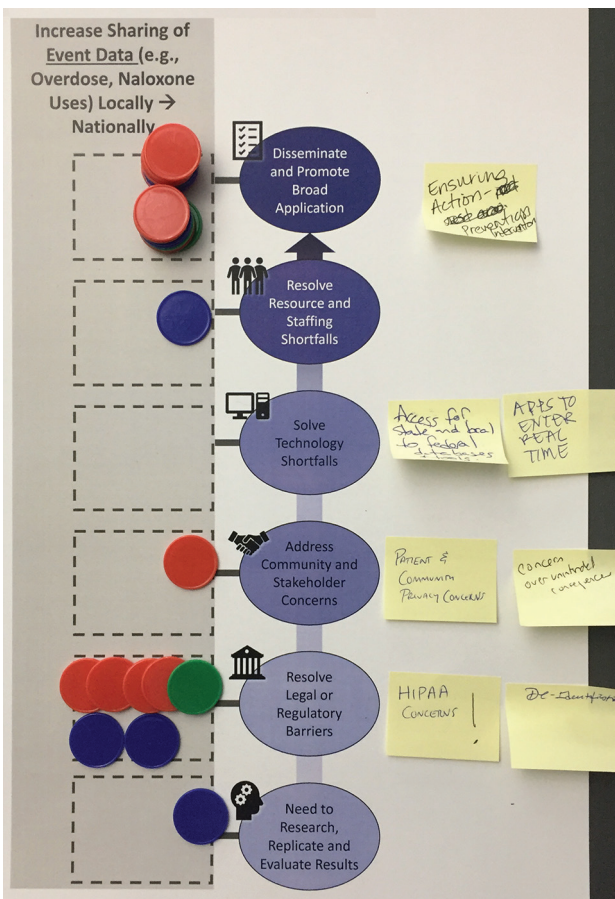 Increase Sharing of
Event Data (e.g.,
Overdose, Naloxone
Uses) Locally →
Nationally
Disseminate
and Promote
Broad
Application
Ensuring
Action-
Prevention
Intervention
Resolve
Resource and
Staffing
Shortfalls
Solve
Technology
Shortfalls
Access for
state and local
to federal
databases
APPS TO
ENTER
REAL
TIME
Address
Community and
Stakeholder
Concerns
PATIENT &
COMMUNITY
PRIVACY CONCERNS
Concern
over
Resolve
Legal or
Regulatory
Barriers
HIPAA
CONCERNS !
Need to
Research,
Replicate and
Evaluate Results